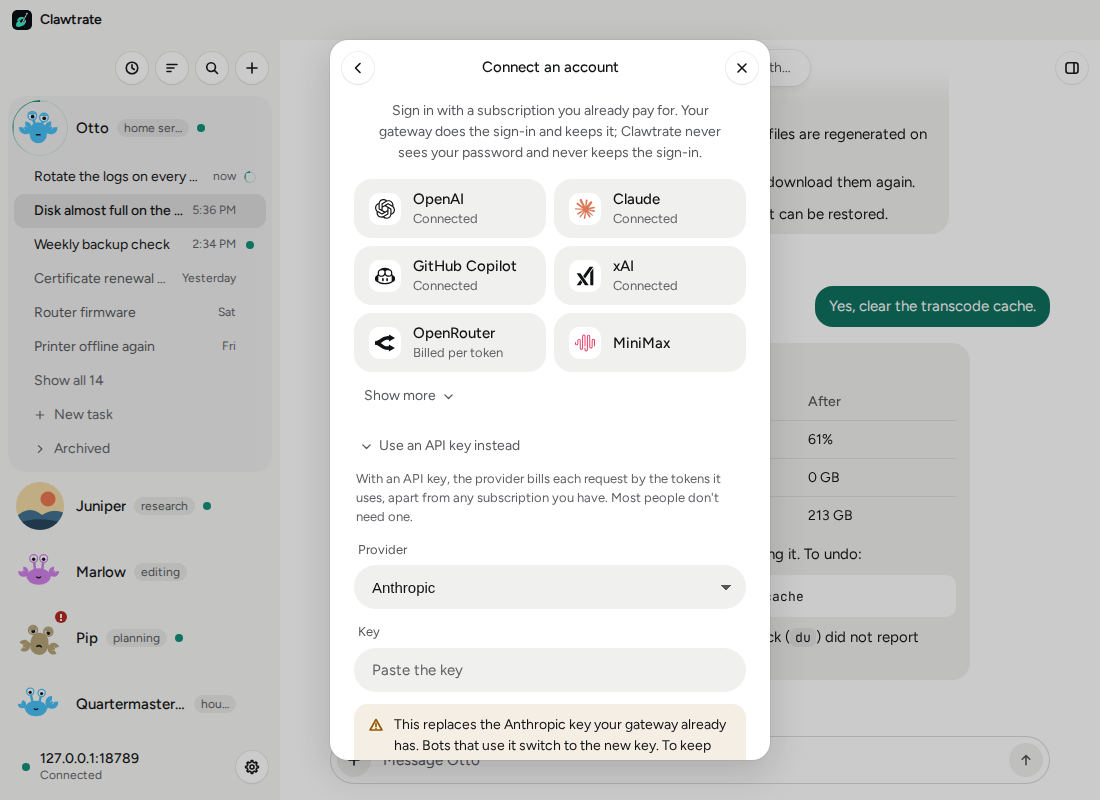 Clawtrate
Connect an account
th...
Sign in with a subscription you already pay for. Your
gateway does the sign-in and keeps it; Clawtrate never
sees your password and never keeps the sign-in.
Otto
home ser...
Rotate the logs on every ...
now
Disk almost full on the ...
5:36 PM
Weekly backup check
2:34 PM
Certificate renewal ...
Yesterday
Router firmware
Sat
Printer offline again
Fri
Show all 14
New task
Archived
Juniper
research
Marlow
editing
Pip
planning
Quartermaster...
hou...
127.0.0.1:18789
Connected
OpenAI
Connected
Claude
Connected
GitHub Copilot
Connected
xAI
Connected
OpenRouter
Billed per token
MiniMax
Show more
Use an API key instead
With an API key, the provider bills each request by the tokens it
uses, apart from any subscription you have. Most people don't
need one.
Provider
Anthropic
Key
Paste the key
This replaces the Anthropic key your gateway already
has. Bots that use it switch to the new key. To keep
files are regenerated on
download them again.
t can be restored.
Yes, clear the transcode cache.
After
61%
0 GB
213 GB
ng it. To undo:
cache
ck ( du ) did not report
Message Otto